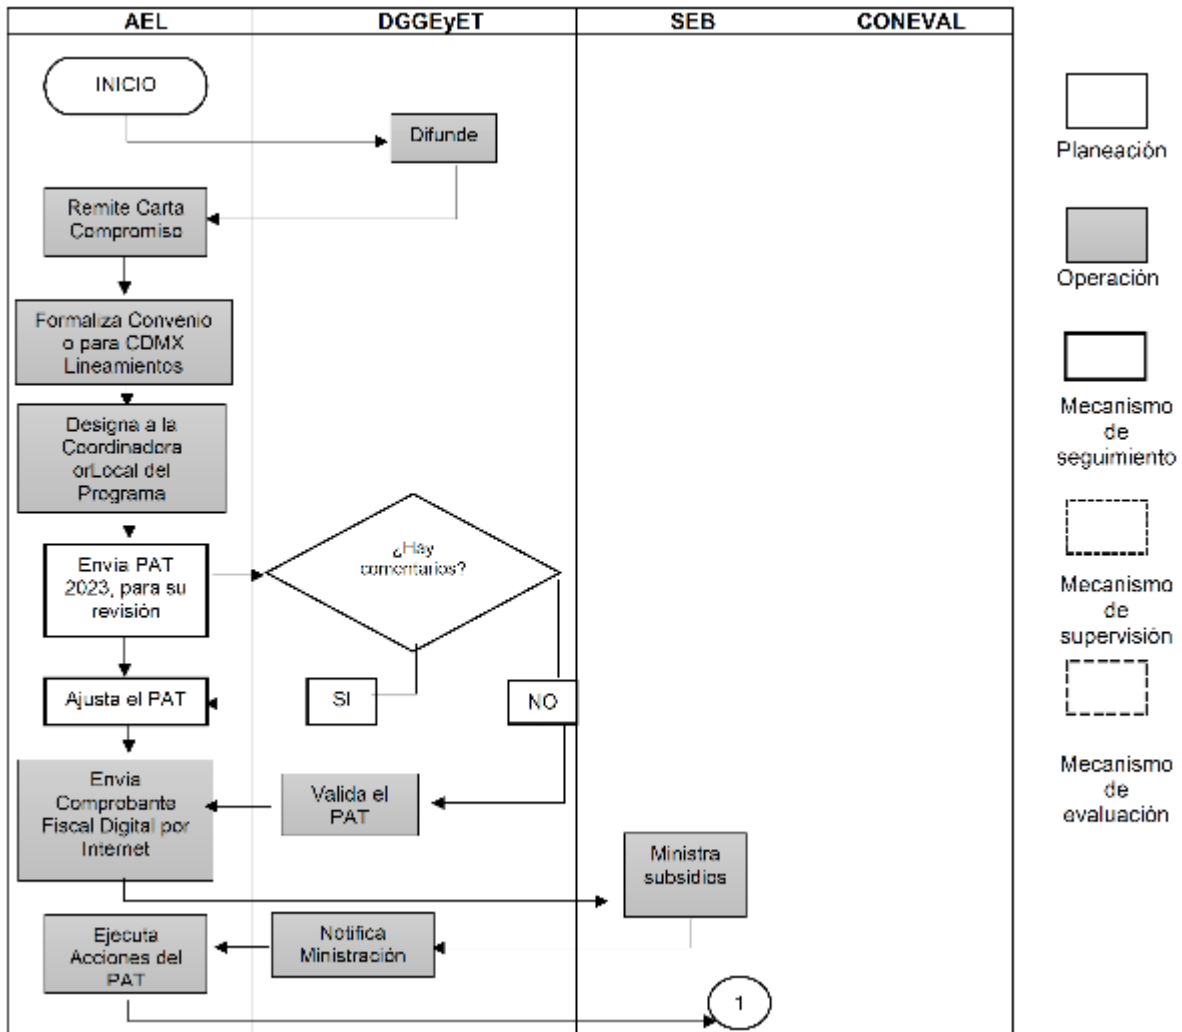 AEL
DGGEyET
SEB
CONEVAL
INICIO
Difunde
Remite Carta
Compromiso
Formaliza Convenio
o para CDMX
Lineamientos
Designa a la
Coordinadora
orLocal del
Programa
Envia PAT
2023, para su
revisión
¿Hay
comentarios?
Ajusta el PAT
SI
NO
Envia
Comprobante
Fiscal Digital por
Internet
Valida el
PAT
Ministra
subsidios
Notifica
Ministración
Ejecuta
Acciones del
PAT
1
Planeación
Operación
Mecanismo
de
seguimiento
Mecanismo
de
supervisión
Mecanismo
de
evaluación